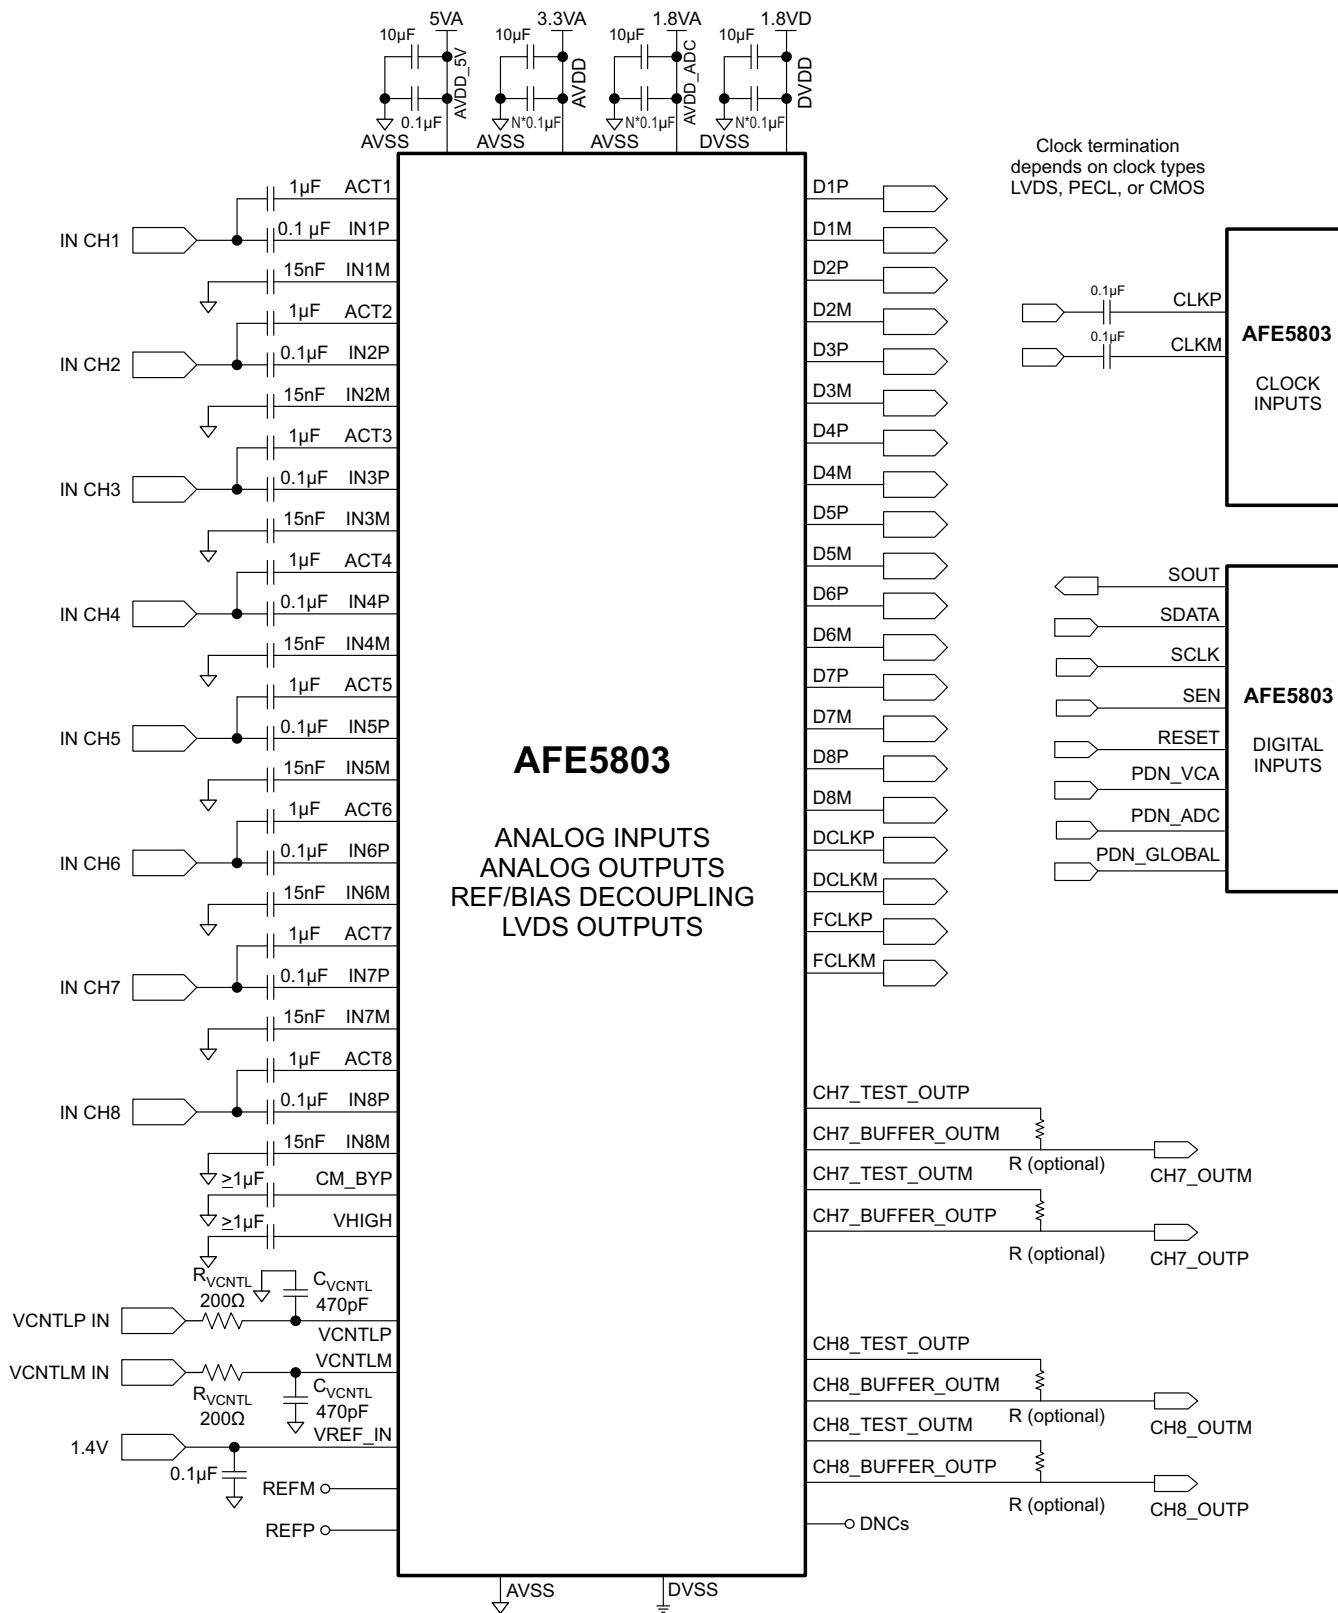 5VA
3.3VA
1.8VA
1.8VD
10µF
10µF
10µF
10µF
AVDD_5V
AVDD
AVDD_ADC
DVDD
0.1µF
N*0.1µF
N*0.1µF
N*0.1µF
AVSS
AVSS
AVSS
DVSS
1µF ACT1
IN CH1
0.1 µF IN1P
15nF IN1M
1µF ACT2
IN CH2
0.1µF IN2P
15nF IN2M
1µF ACT3
IN CH3
0.1µF IN3P
15nF IN3M
1µF ACT4
IN CH4
0.1µF IN4P
15nF IN4M
1µF ACT5
IN CH5
0.1µF IN5P
15nF IN5M
1µF ACT6
IN CH6
0.1µF IN6P
15nF IN6M
1µF ACT7
IN CH7
0.1µF IN7P
15nF IN7M
1µF ACT8
IN CH8
0.1µF IN8P
15nF IN8M
≥1µF CM_BYP
≥1µF VHIGH
RVCNTL
200Ω
CVCNTL
470pF
VCNTLP IN
VCNTLP
VCNTLM IN
VCNTLM
RVCNTL
200Ω
CVCNTL
470pF
1.4V
VREF_IN
0.1µF
REFM
REFP
AFE5803
ANALOG INPUTS
ANALOG OUTPUTS
REF/BIAS DECOUPLING
LVDS OUTPUTS
AVSS
DVSS
D1P
D1M
D2P
D2M
D3P
D3M
D4P
D4M
D5P
D5M
D6P
D6M
D7P
D7M
D8P
D8M
DCLKP
DCLKM
FCLKP
FCLKM
CH7_TEST_OUTP
CH7_BUFFER_OUTM
R (optional)
CH7_OUTM
CH7_TEST_OUTM
CH7_BUFFER_OUTP
R (optional)
CH7_OUTP
CH8_TEST_OUTP
CH8_BUFFER_OUTM
R (optional)
CH8_OUTM
CH8_TEST_OUTM
CH8_BUFFER_OUTP
R (optional)
CH8_OUTP
DNCs
Clock termination
depends on clock types
LVDS, PECL, or CMOS
0.1µF
CLKP
0.1µF
CLKM
AFE5803
CLOCK
INPUTS
SOUT
SDATA
SCLK
SEN
RESET
PDN_VCA
PDN_ADC
PDN_GLOBAL
AFE5803
DIGITAL
INPUTS